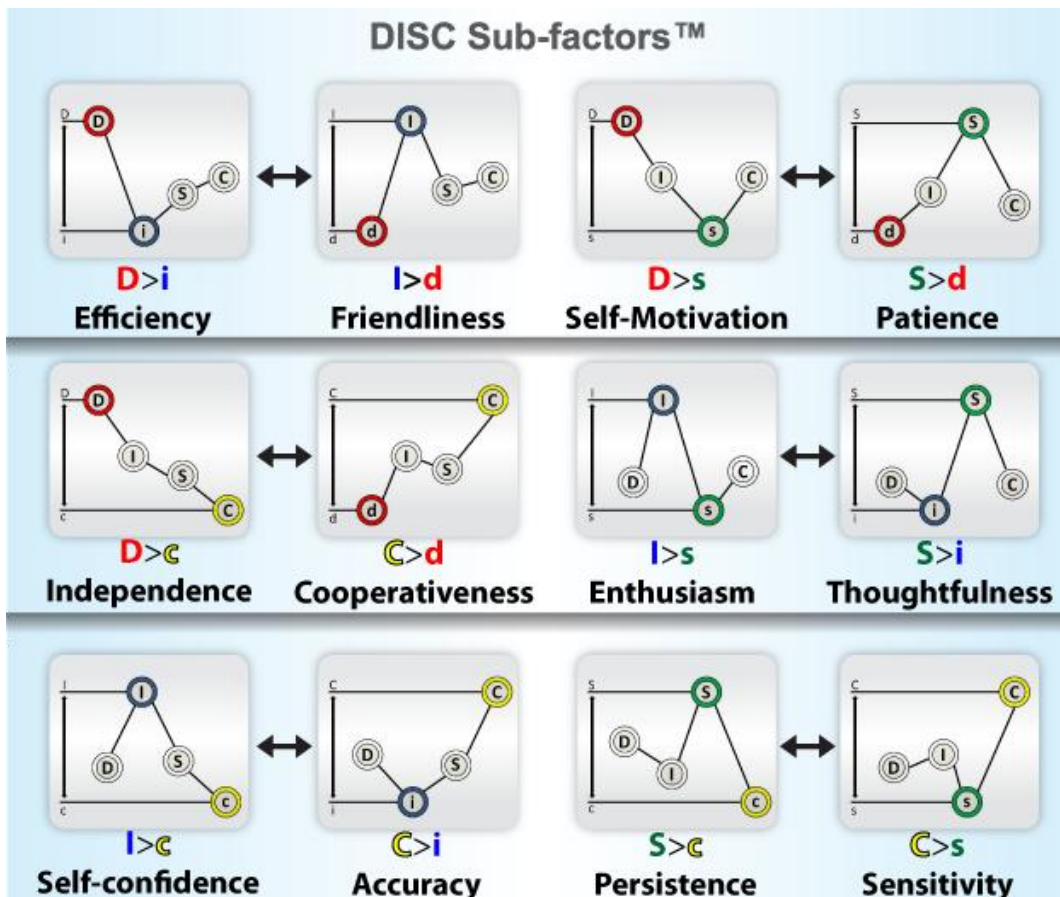 DISC Sub-factors™
D
D
i
S
C
i
D>i
Efficiency
I
I
d
S
C
d
I>d
Friendliness
D
D
I
s
C
s
D>s
Self-Motivation
S
S
d
I
C
d
S>d
Patience
D
D
I
S
C
c
D>c
Independence
C
C
I
S
d
d
C>d
Cooperativeness
I
I
D
s
C
s
I>s
Enthusiasm
S
S
D
i
C
i
S>i
Thoughtfulness
I
I
D
S
c
c
I>c
Self-confidence
C
C
D
i
S
i
C>i
Accuracy
S
S
D
I
c
c
S>c
Persistence
C
C
D
I
s
s
C>s
Sensitivity